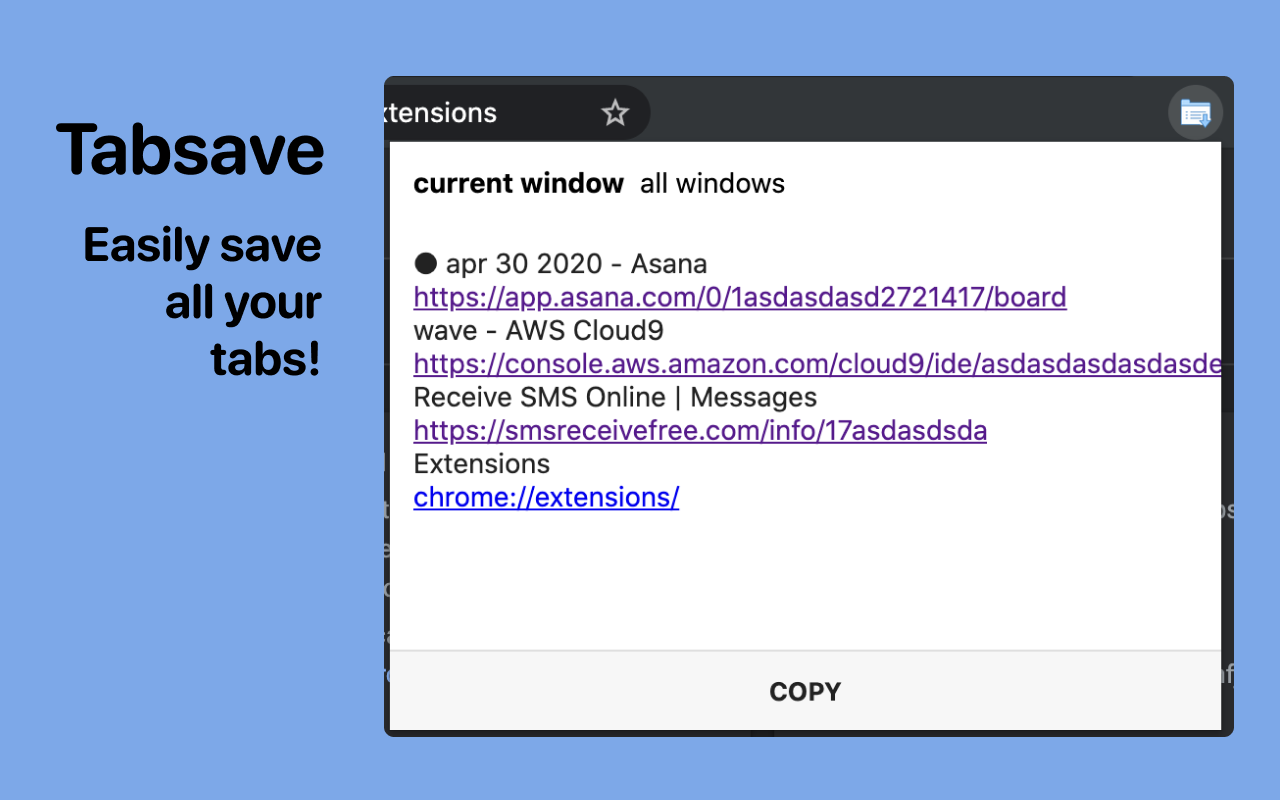 Tabsave
Easily save
all your
tabs!
xtensions
current window all windows
● apr 30 2020 - Asana
https://app.asana.com/0/1asdasdasd2721417/board
wave - AWS Cloud9
https://console.aws.amazon.com/cloud9/ide/asdasdasdasdasde
Receive SMS Online | Messages
https://smsreceivefree.com/info/17asdasdsda
Extensions
chrome://extensions/
COPY